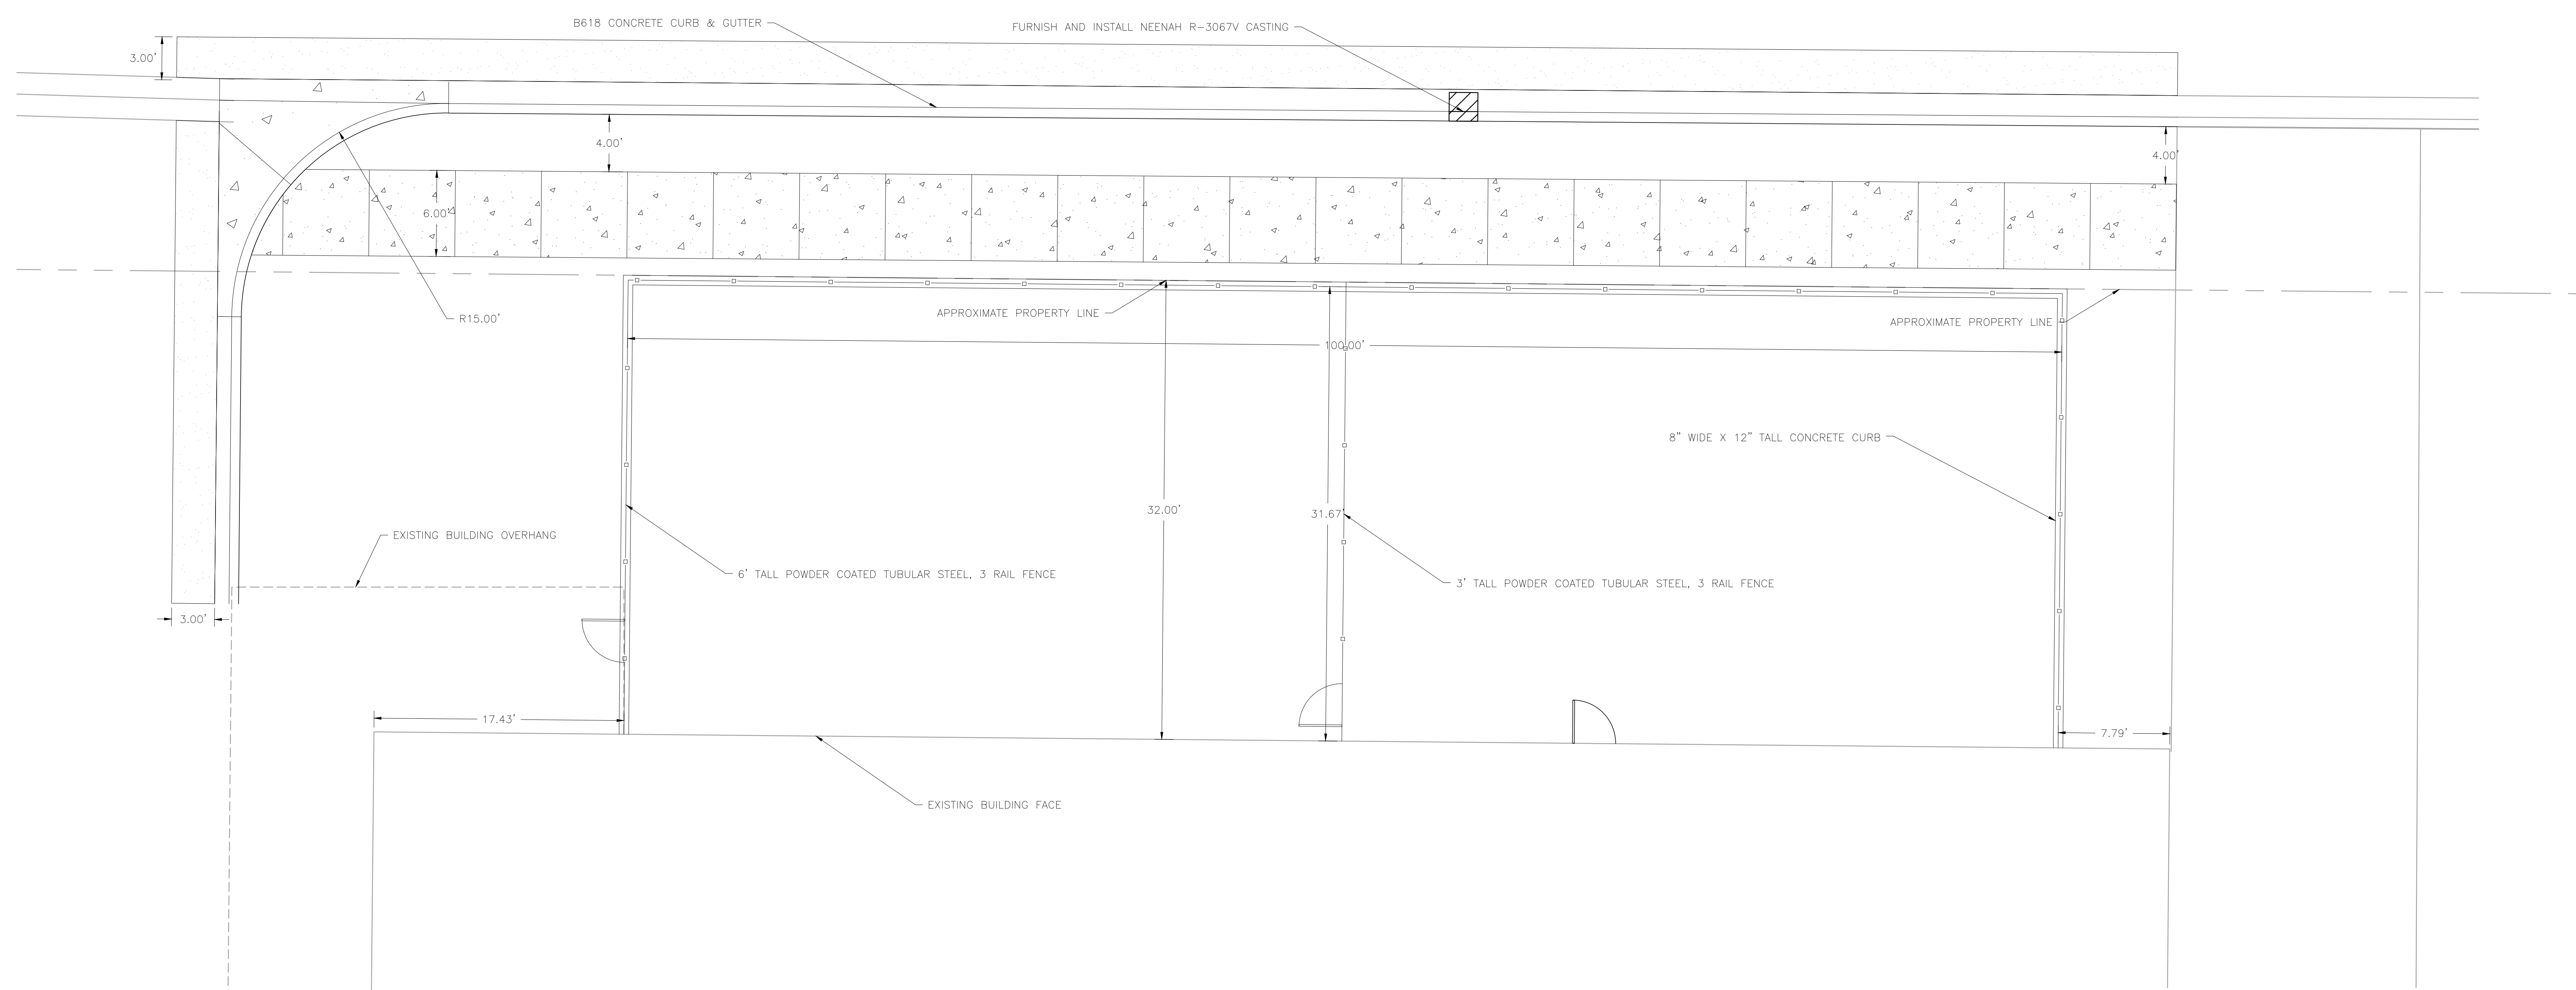 B618 CONCRETE CURB & GUTTER
FURNISH AND INSTALL NEENAH R-3067V CASTING
3.00'
4.00'
4.00'
6.00'
R15.00'
APPROXIMATE PROPERTY LINE
APPROXIMATE PROPERTY LINE
100.00'
8" WIDE X 12" TALL CONCRETE CURB
32.00'
31.67'
EXISTING BUILDING OVERHANG
6' TALL POWDER COATED TUBULAR STEEL, 3 RAIL FENCE
3' TALL POWDER COATED TUBULAR STEEL, 3 RAIL FENCE
3.00'
17.43'
7.79'
EXISTING BUILDING FACE